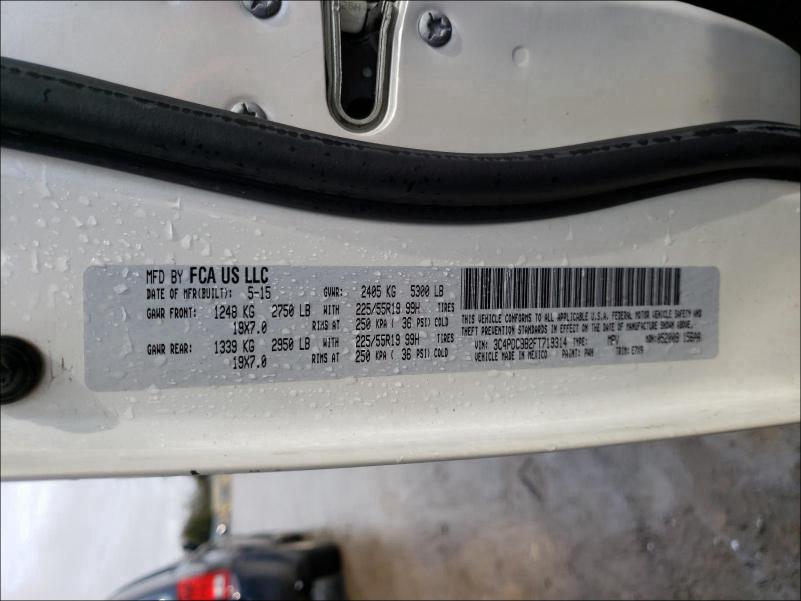 MFD BY FCA US LLC
DATE OF MFR(BUILT): 5-15 GVWR: 2405 KG 5300 LB
GAWR FRONT: 1248 KG 2750 LB WITH 225/55R19 99H TIRES
19X7.0 RIMS AT 250 KPA( 36 PSI) COLD
GAWR REAR: 1339 KG 2950 LB WITH 225/55R19 99H TIRES
19X7.0 RIMS AT 250 KPA( 36 PSI) COLD
THIS VEHICLE CONFORMS TO ALL APPLICABLE U.S.A. FEDERAL MOTOR VEHICLE SAFETY AND
THEFT PREVENTION STANDARDS IN EFFECT ON THE DATE OF MANUFACTURE SHOWN ABOVE.
VIN: 3C4PDCBB2FT719314 TYPE: MPV
VEHICLE MADE IN MEXICO PAINT: PWH TRIM: